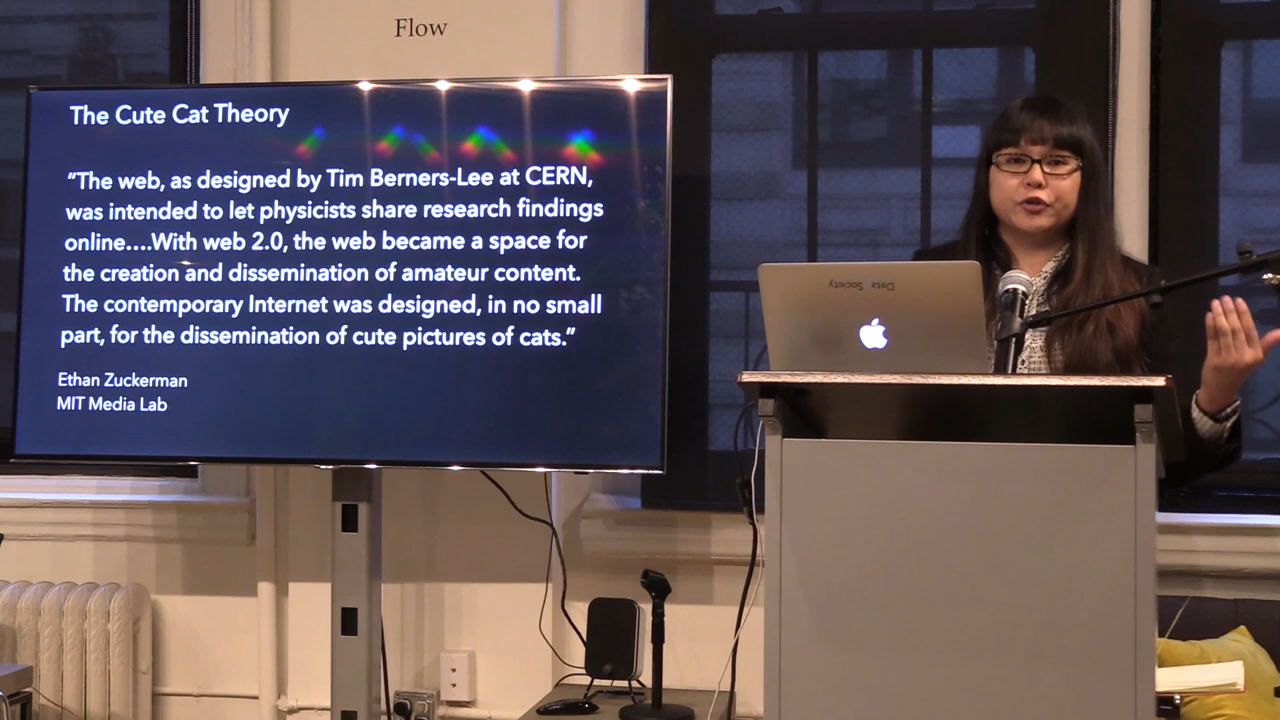 Flow
The Cute Cat Theory
“The web, as designed by Tim Berners-Lee at CERN,
was intended to let physicists share research findings
online....With web 2.0, the web became a space for
the creation and dissemination of amateur content.
The contemporary Internet was designed, in no small
part, for the dissemination of cute pictures of cats.”
Ethan Zuckerman
MIT Media Lab
Data Society